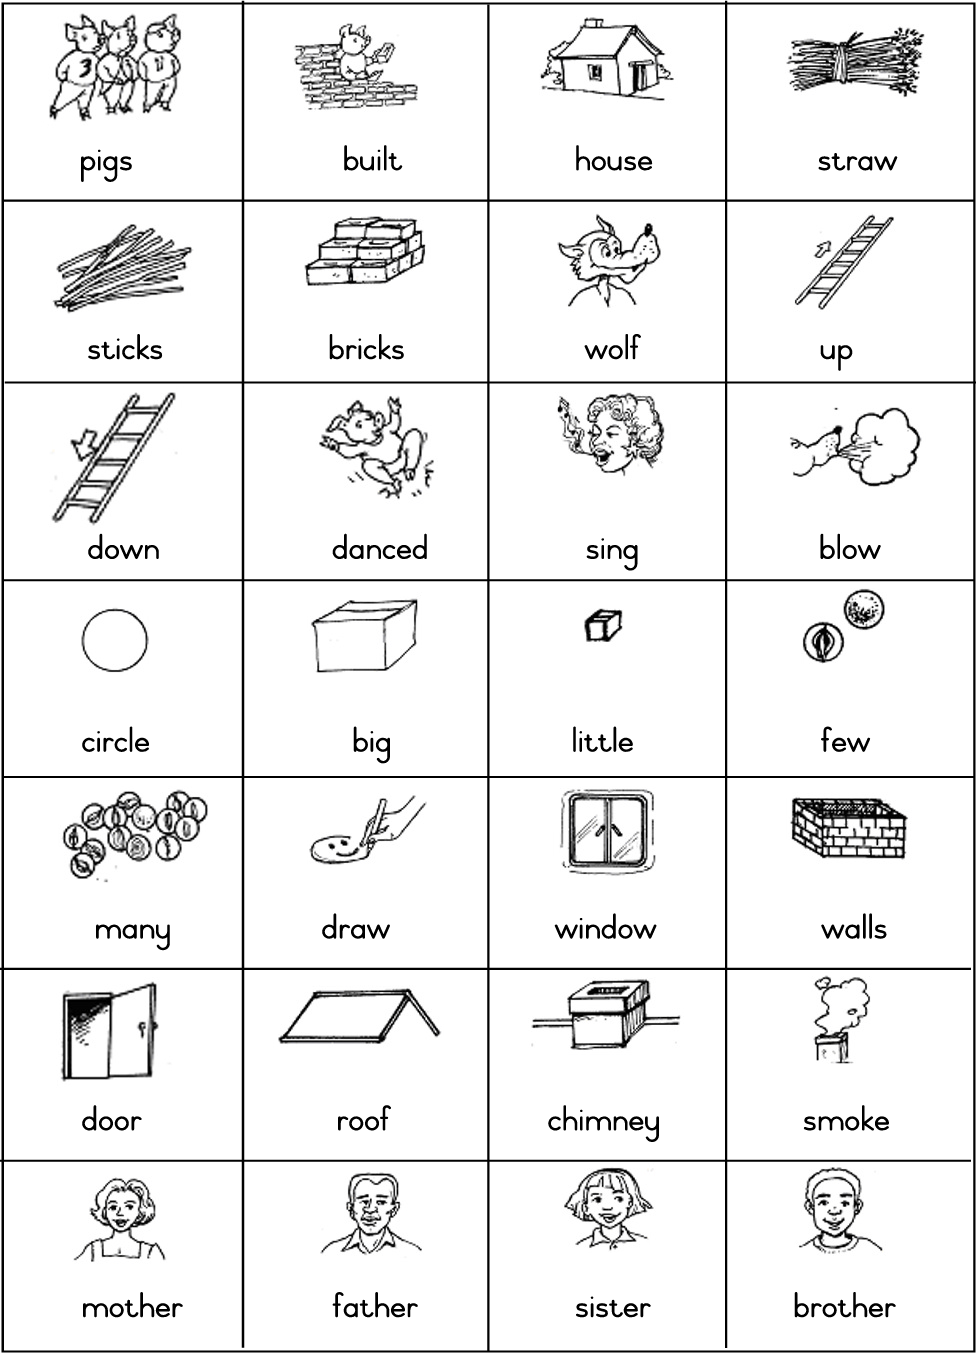 pigs built house straw
sticks bricks wolf up
down danced sing blow
circle big little few
many draw window walls
door roof chimney smoke
mother father sister brother